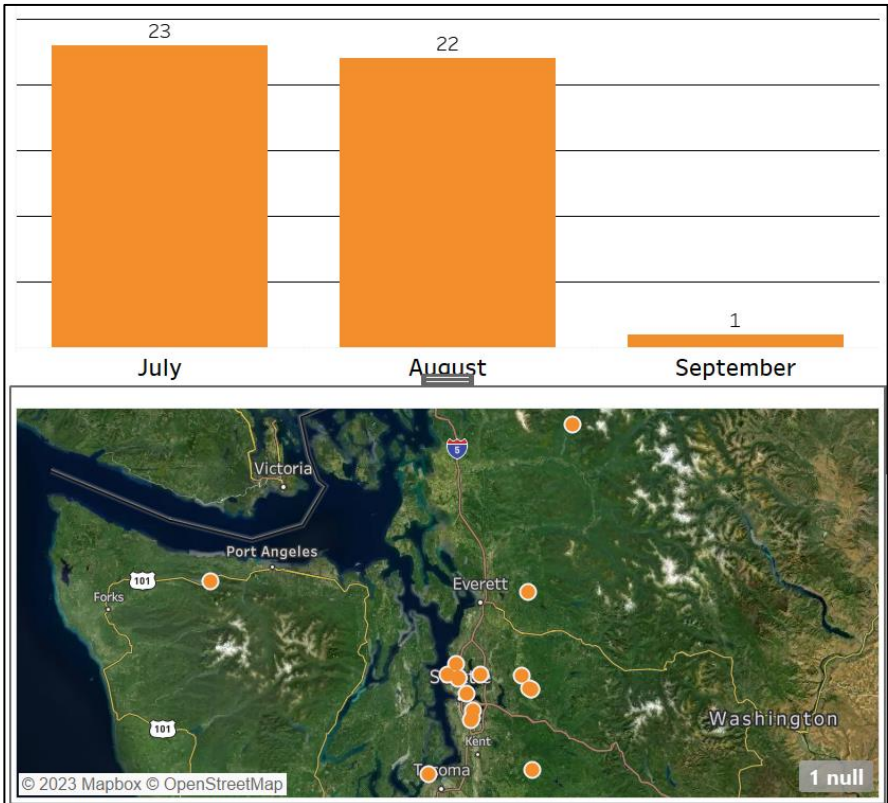 23
22
1
July
August
September
5
Victoria
Port Angeles
101
Forks
Everett
Washington
101
Kent
© 2023 Mapbox © OpenStreetMap
1 null